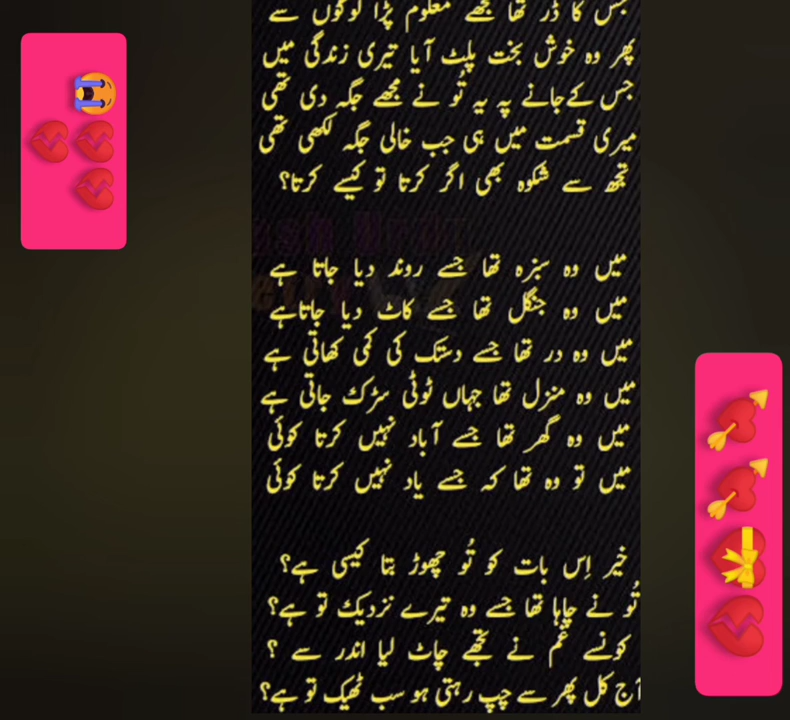 جس کا ڈر تھا مجھے معلوم پڑا لوگوں سے
پھر وہ خوش بخت پلٹ آیا تیری زندگی میں
جس کے جانے پہ یہ تُو نے مجھے جگہ دی تھی
میری قسمت میں ہی جب خالی جگہ لکھی تھی
تجھ سے شکوہ بھی اگر کرتا تو کیسے کرتا؟
میں وہ سبزہ تھا جسے روند دیا جاتا ہے
میں وہ جنگل تھا جسے کاٹ دیا جاتاہے
میں وہ در تھا جسے دستک کی کمی کھاتی ہے
میں وہ منزل تھا جہاں ٹوٹی سڑک جاتی ہے
میں وہ گھر تھا جسے آباد نہیں کرتا کوئی
میں تو وہ تھا کہ جسے یاد نہیں کرتا کوئی
خیر اِس بات کو تُو چھوڑ بتا کیسی ہے؟
تُو نے چاہا تھا جسے وہ تیرے نزدیک تو ہے؟
کونسے غم نے تجھے چاٹ لیا اندر سے ؟
آج کل پھر سے چپ رہتی ہو سب ٹھیک تو ہے؟